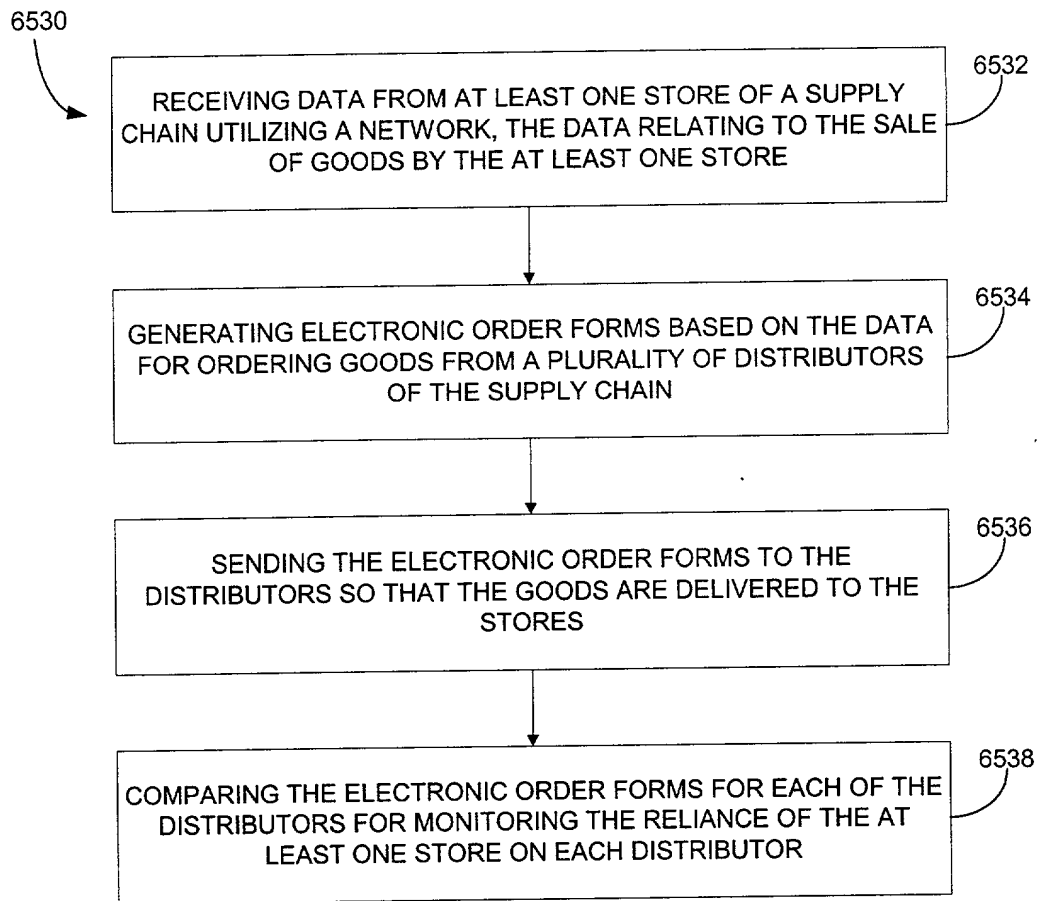 6530
6532
RECEIVING DATA FROM AT LEAST ONE STORE OF A SUPPLY
CHAIN UTILIZING A NETWORK, THE DATA RELATING TO THE SALE
OF GOODS BY THE AT LEAST ONE STORE
6534
GENERATING ELECTRONIC ORDER FORMS BASED ON THE DATA
FOR ORDERING GOODS FROM A PLURALITY OF DISTRIBUTORS
OF THE SUPPLY CHAIN
6536
SENDING THE ELECTRONIC ORDER FORMS TO THE
DISTRIBUTORS SO THAT THE GOODS ARE DELIVERED TO THE
STORES
6538
COMPARING THE ELECTRONIC ORDER FORMS FOR EACH OF THE
DISTRIBUTORS FOR MONITORING THE RELIANCE OF THE AT
LEAST ONE STORE ON EACH DISTRIBUTOR